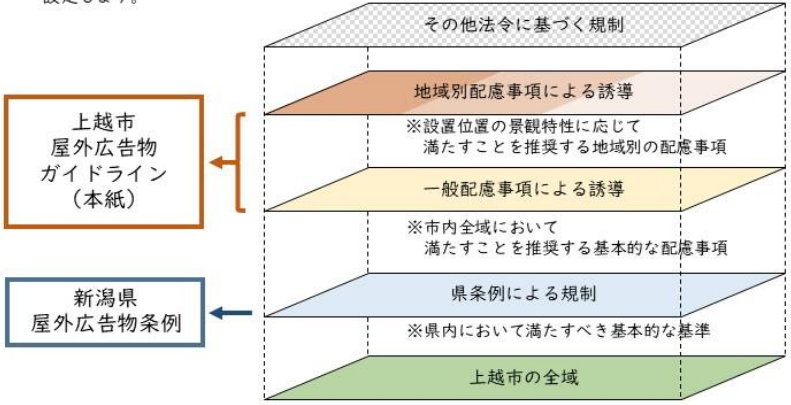 設定します。
その他法令に基づく規制
地域別配慮事項による誘導
※設置位置の景観特性に応じて
満たすことを推奨する地域別の配慮事項
上越市
屋外広告物
ガイドライン
(本紙)
一般配慮事項による誘導
※市内全域において
満たすことを推奨する基本的な配慮事項
新潟県
屋外広告物条例
県条例による規制
※県内において満たすべき基本的な基準
上越市の全域